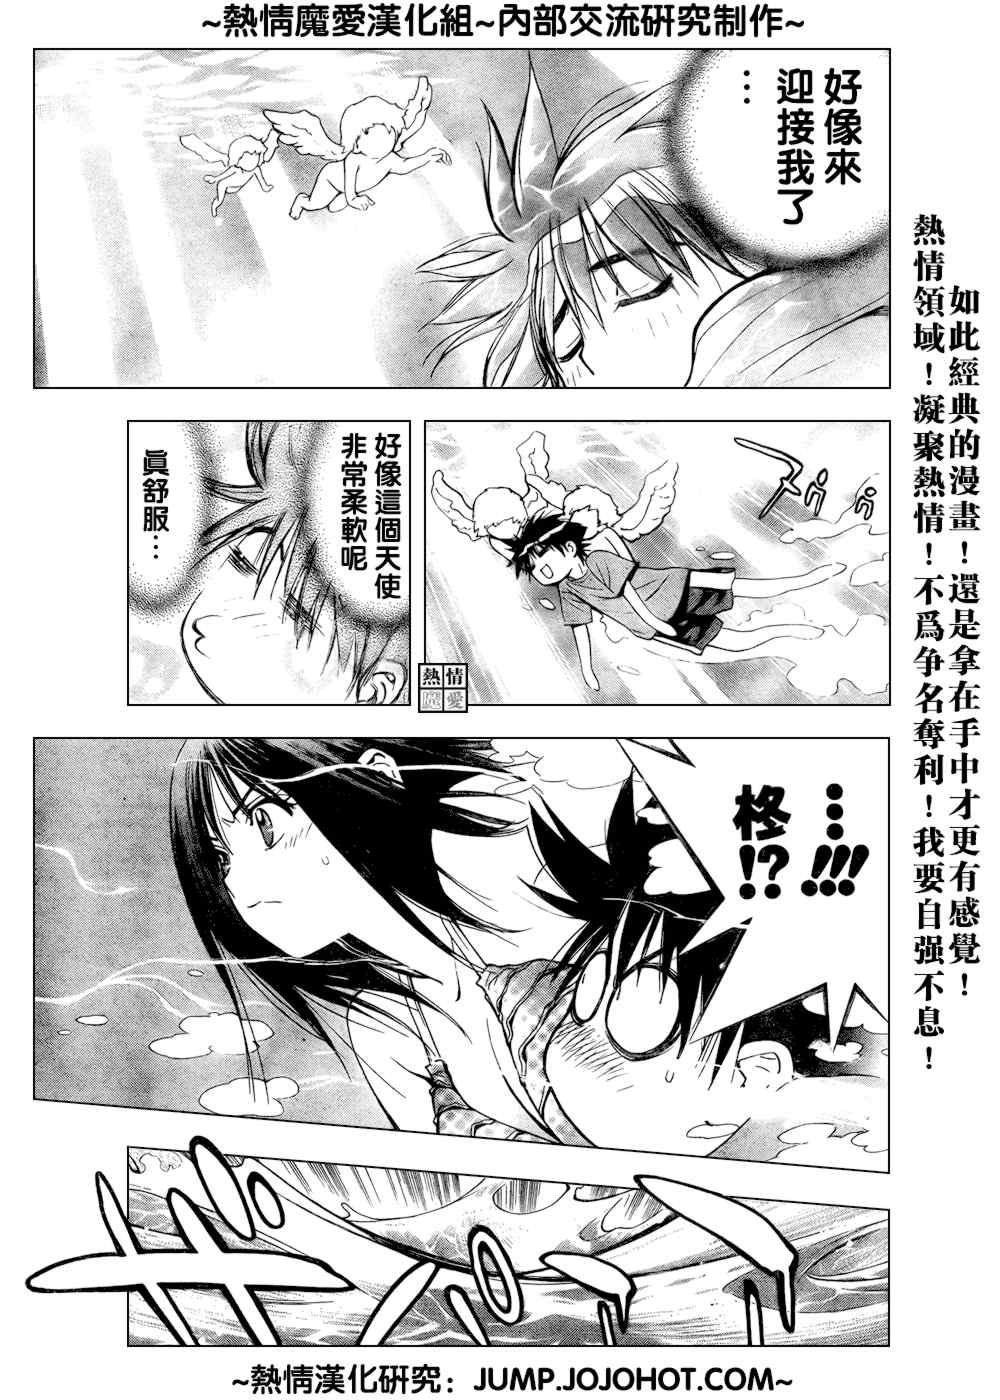 ~熱情魔愛漢化組~內部交流研究制作~
好像來
迎接我了
…
如此經典的漫畫！還是拿在手中才更有感覺！
熱情領域！凝聚熱情！不爲争名奪利！我要自强不息！
好像這個天使
非常柔軟呢
眞舒服…
熱情
魔愛
…!!!
柊!?
~熱情漢化研究：JUMP.JOJOHOT.COM~